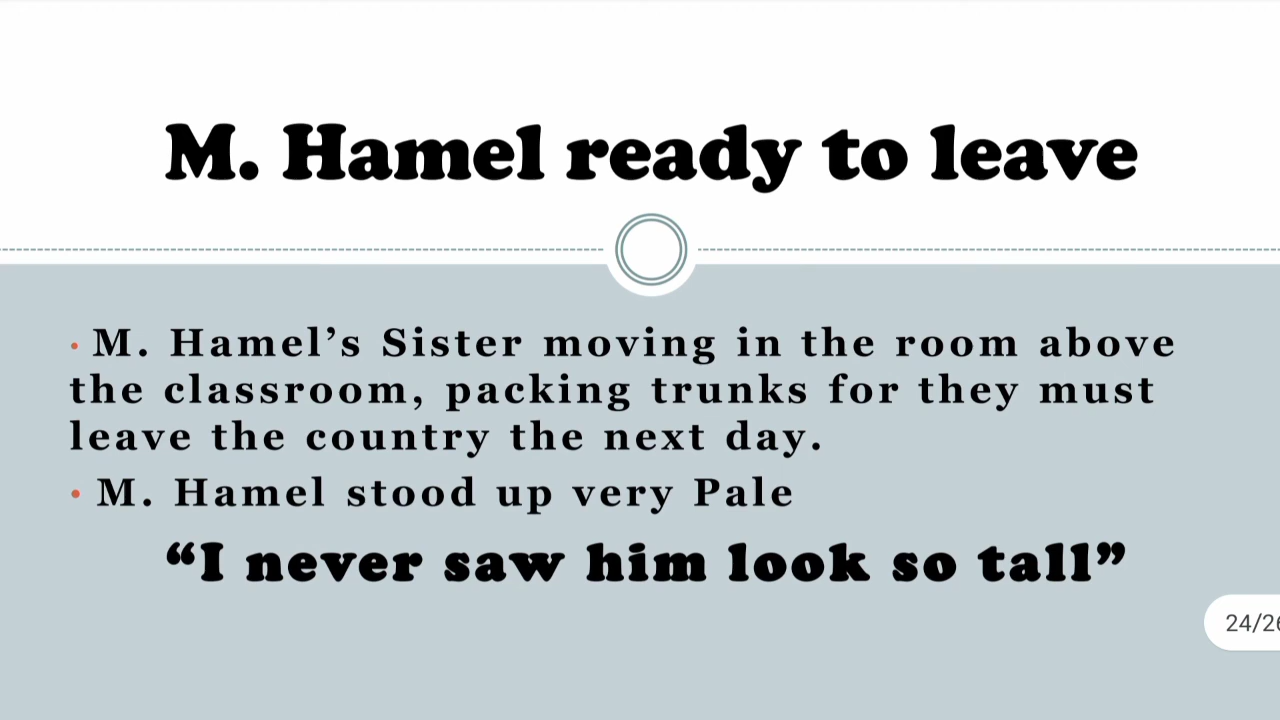 M. Hamel ready to leave
• M. Hamel’s Sister moving in the room above
the classroom, packing trunks for they must
leave the country the next day.
• M. Hamel stood up very Pale
“I never saw him look so tall”
24/26